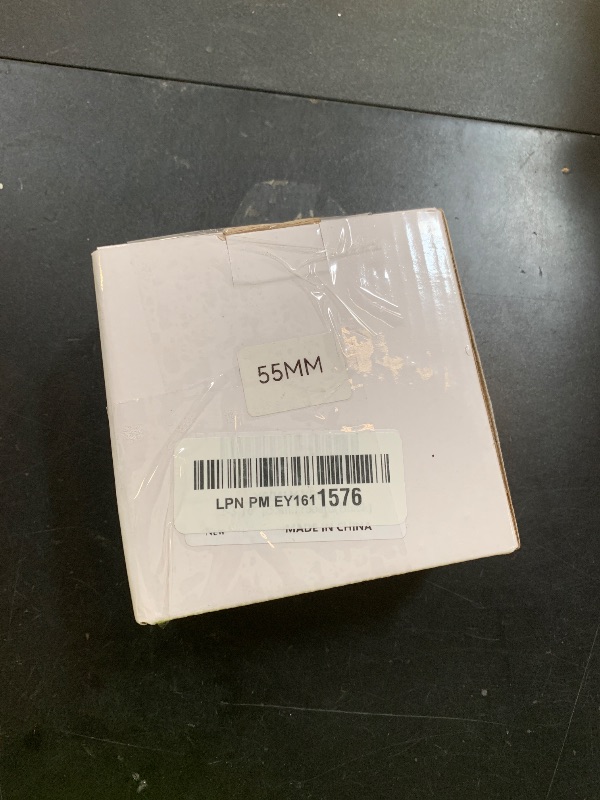 55MM
LPN PM EY1611576
New
MADE IN CHINA